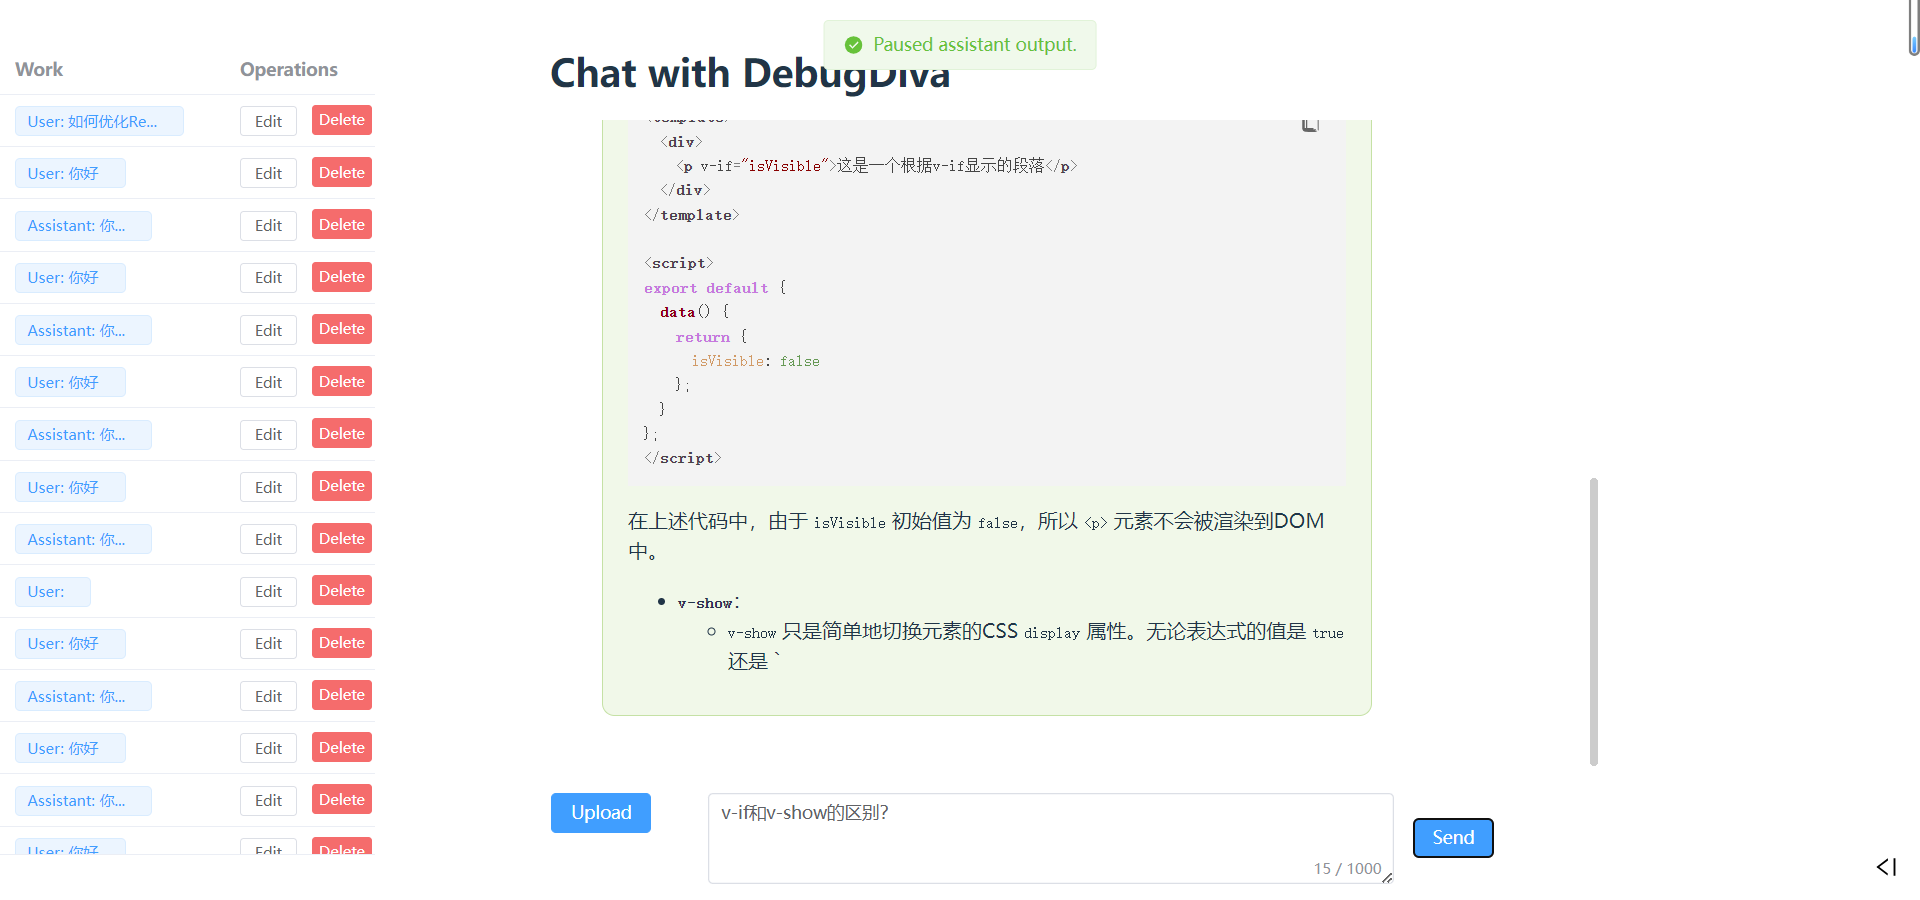 Paused assistant output.
Work Operations
User: 如何优化Re... Edit Delete
User: 你好 Edit Delete
Assistant: 你... Edit Delete
User: 你好 Edit Delete
Assistant: 你... Edit Delete
User: 你好 Edit Delete
Assistant: 你... Edit Delete
User: 你好 Edit Delete
Assistant: 你... Edit Delete
User: Edit Delete
User: 你好 Edit Delete
Assistant: 你... Edit Delete
User: 你好 Edit Delete
Assistant: 你... Edit Delete
User: 你好 Edit Delete
Chat with DebugDiva
<template>
<div>
<p v-if="isVisible">这是一个根据v-if显示的段落</p>
</div>
</template>
<script>
export default {
data() {
return {
isVisible: false
};
}
};
</script>
在上述代码中，由于 isVisible 初始值为 false，所以 <p> 元素不会被渲染到DOM
中。
• v-show：
◦ v-show 只是简单地切换元素的CSS display 属性。无论表达式的值是 true
还是 `
Upload
v-if和v-show的区别?
15 / 1000
Send